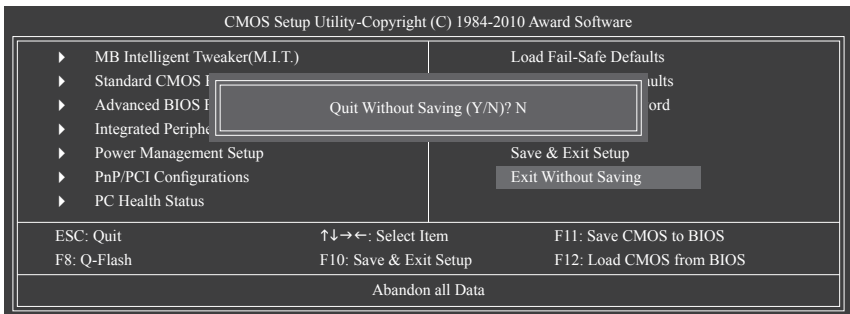 CMOS Setup Utility-Copyright (C) 1984-2010 Award Software
MB Intelligent Tweaker(M.I.T.)
Standard CMOS
Advanced BIOS
Integrated
Power Management Setup
PnP/PCI Configurations
PC Health Status
Load Fail-Safe Defaults
Save & Exit Setup
Exit Without Saving
Quit Without Saving (Y/N)? N
ESC: Quit
↑↓→←: Select Item
F11: Save CMOS to BIOS
F8: Q-Flash
F10: Save & Exit Setup
F12: Load CMOS from BIOS
Abandon all Data